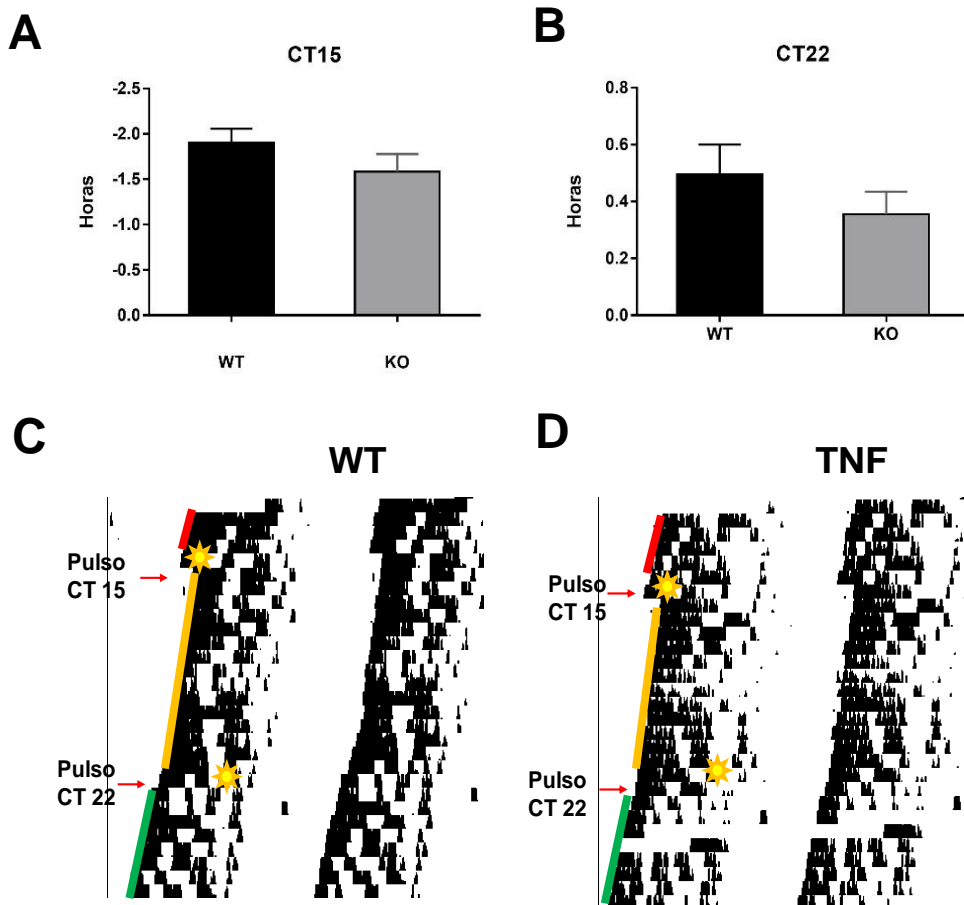 A
CT15
-2.5
-2.0
-1.5
-1.0
-0.5
0.0
Horas
WT
KO
B
CT22
0.8
0.6
0.4
0.2
0.0
Horas
WT
KO
C
WT
Pulso
CT 15
Pulso
CT 22
D
TNF
Pulso
CT 15
Pulso
CT 22